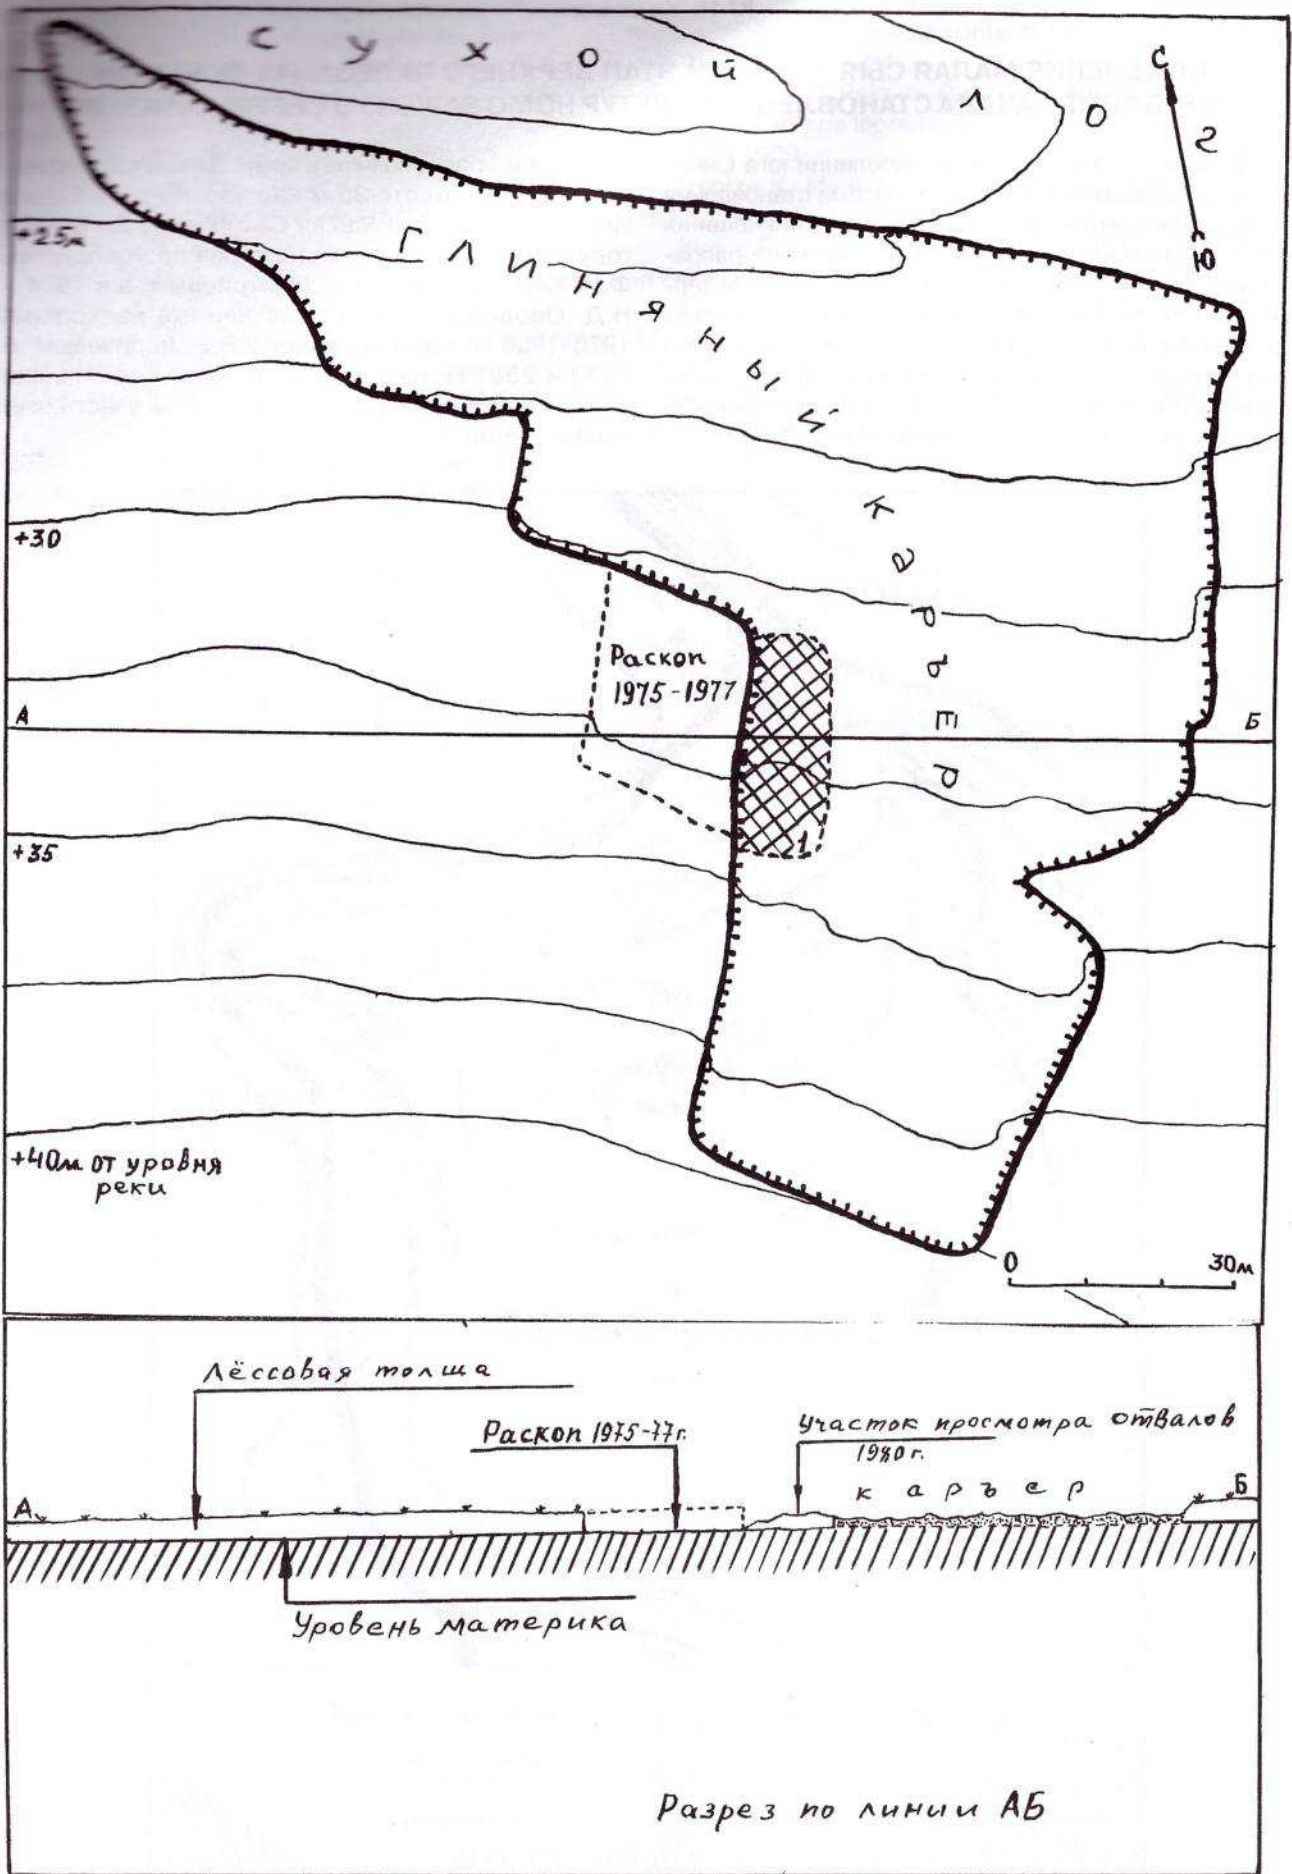 Сухой Лог
С
Ю
+25м
Глиняный карьер
+30
Раскоп
1975-1977
А
Б
1
+35
+40м от уровня
реки
0
30м
Лёссовая толща
Раскоп 1975-77г.
Участок просмотра отвалов
1980г.
карьер
А
Б
Уровень материка
Разрез по линии АБ